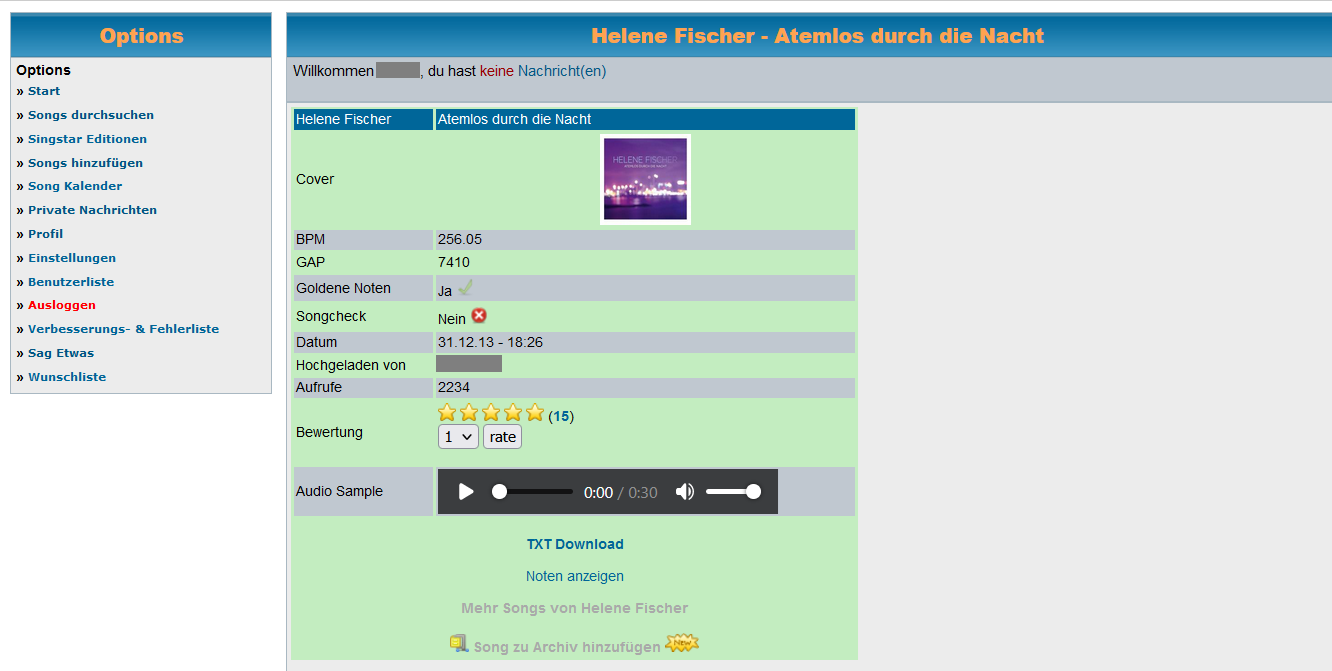 Options
Options
» Start
» Songs durchsuchen
» Singstar Editionen
» Songs hinzufügen
» Song Kalender
» Private Nachrichten
» Profil
» Einstellungen
» Benutzerliste
» Ausloggen
» Verbesserungs- & Fehlerliste
» Sag Etwas
» Wunschliste
Helene Fischer - Atemlos durch die Nacht
Willkommen , du hast keine Nachricht(en)
Helene Fischer Atemlos durch die Nacht
Cover
HELENE FISCHER
ATEMLOS DURCH DIE NACHT
BPM 256.05
GAP 7410
Goldene Noten Ja
Songcheck Nein
Datum 31.12.13 - 18:26
Hochgeladen von
Aufrufe 2234
Bewertung (15)
1 rate
Audio Sample 0:00 / 0:30
TXT Download
Noten anzeigen
Mehr Songs von Helene Fischer
Song zu Archiv hinzufügen New